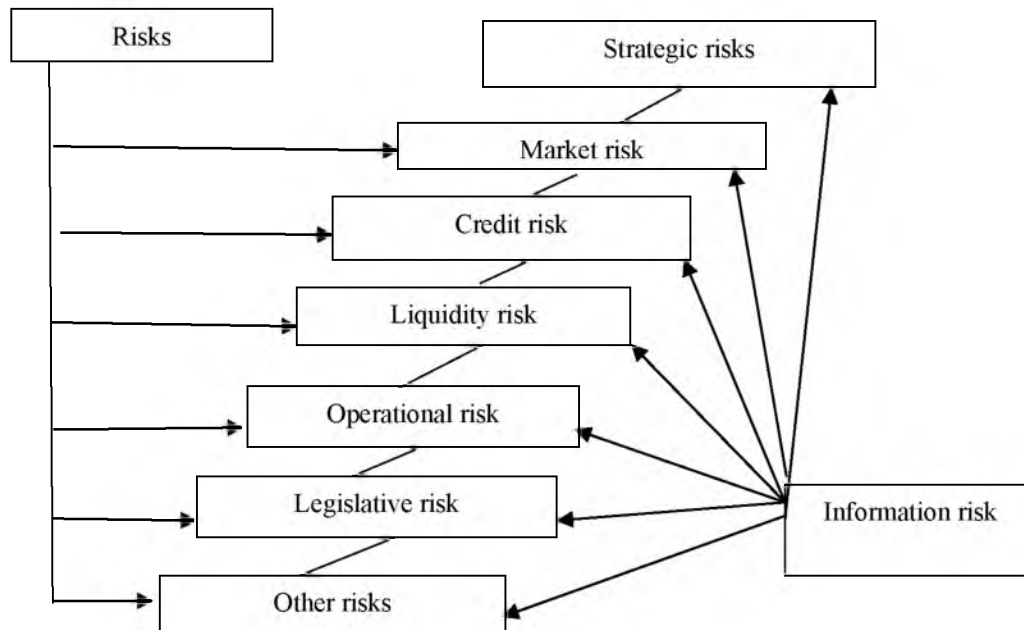 Risks
Strategic risks
Market risk
Credit risk
Liquidity risk
Operational risk
Legislative risk
Information risk
Other risks